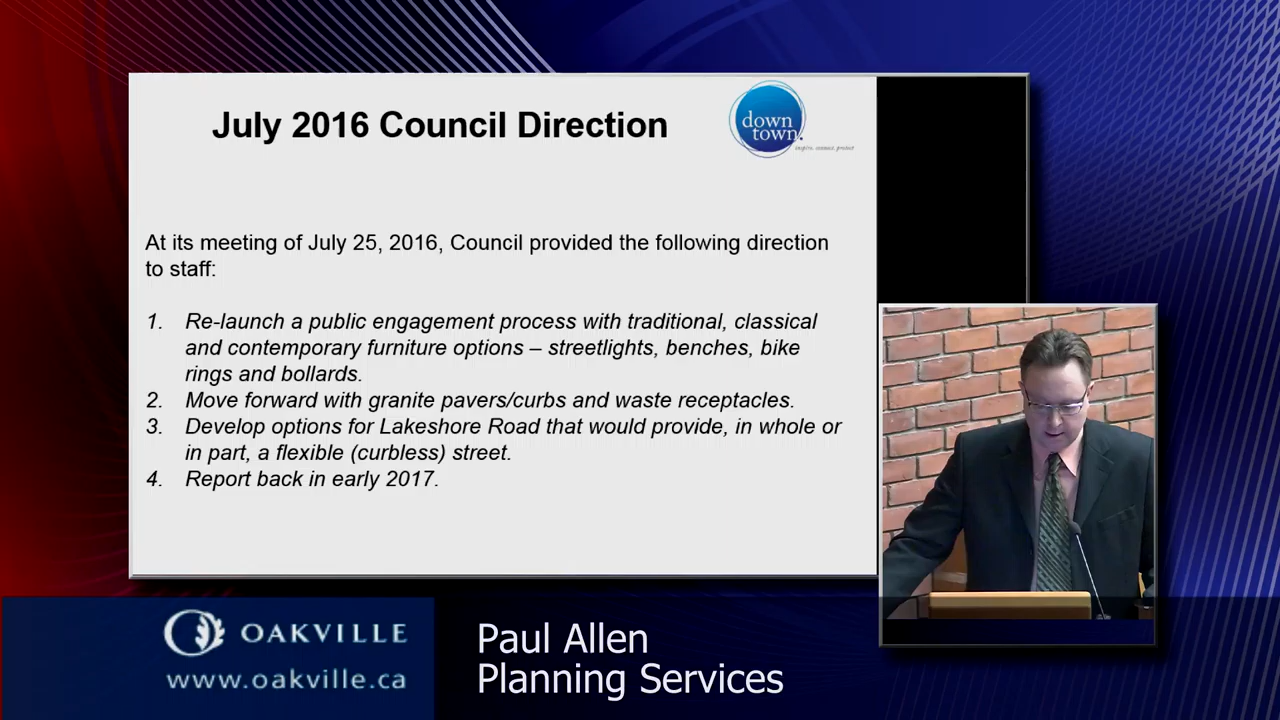 July 2016 Council Direction
down
town.
At its meeting of July 25, 2016, Council provided the following direction
to staff:
1. Re-launch a public engagement process with traditional, classical
and contemporary furniture options – streetlights, benches, bike
rings and bollards.
2. Move forward with granite pavers/curbs and waste receptacles.
3. Develop options for Lakeshore Road that would provide, in whole or
in part, a flexible (curbless) street.
4. Report back in early 2017.
OAKVILLE
www.oakville.ca
Paul Allen
Planning Services